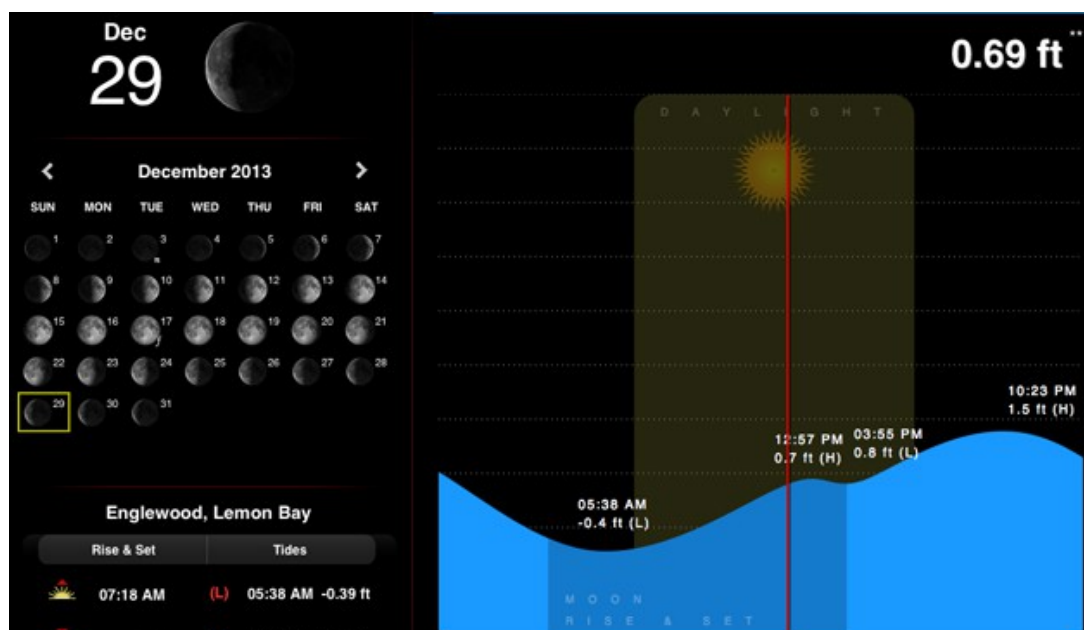 Dec
29
December 2013
SUN MON TUE WED THU FRI SAT
1 2 3 4 5 6 7
8 9 10 11 12 13 14
15 16 17 18 19 20 21
22 23 24 25 26 27 28
29 30 31
Englewood, Lemon Bay
Rise & Set Tides
07:18 AM (L) 05:38 AM -0.39 ft
0.69 ft
DAYLIGHT
10:23 PM
1.5 ft (H)
12:57 PM
0.7 ft (H)
03:55 PM
0.8 ft (L)
05:38 AM
-0.4 ft (L)
MOON
RISE & SET